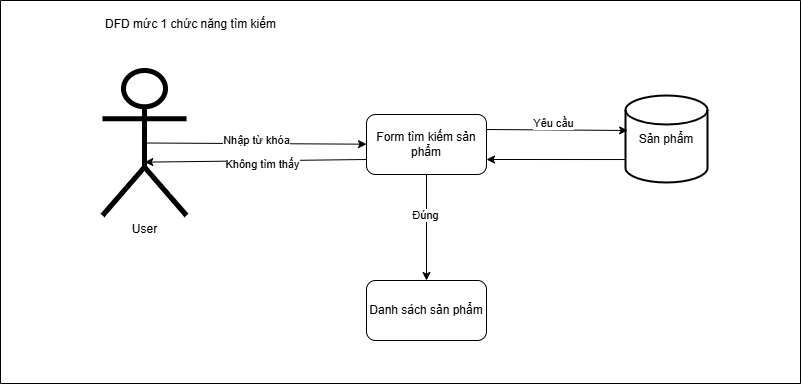 DFD mức 1 chức năng tìm kiếm
Nhập từ khóa
Không tìm thấy
User
Form tìm kiếm sản
phẩm
Yêu cầu
Sản phẩm
Đúng
Danh sách sản phẩm